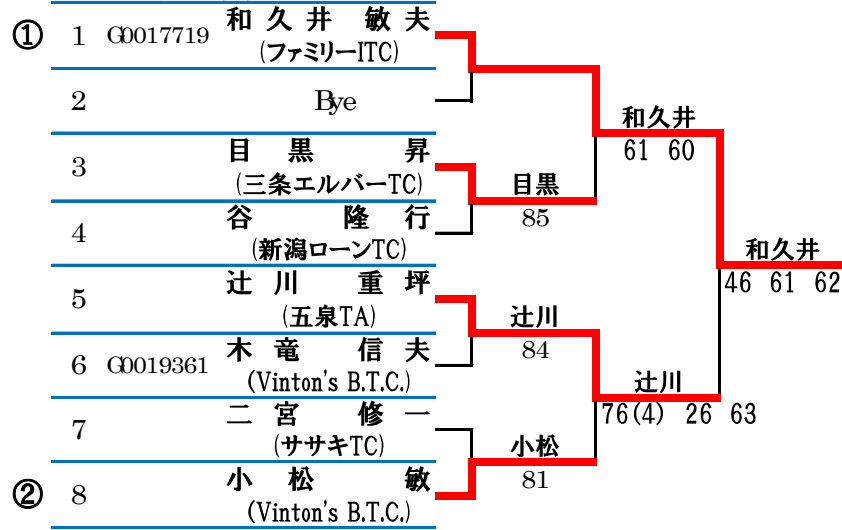 ① 1 G0017719 和久井 敏夫
(ファミリーITC)
2 Bye
3 目黒 昇
(三条エルバーTC)
4 谷 隆行
(新潟ローンTC)
5 辻川 重坪
(五泉TA)
6 G0019361 木竜 信夫
(Vinton's B.T.C.)
7 二宮 修一
(ササキTC)
② 8 小松 敏
(Vinton's B.T.C.)
目黒
85
辻川
84
小松
81
和久井
61 60
辻川
76(4) 26 63
和久井
46 61 62